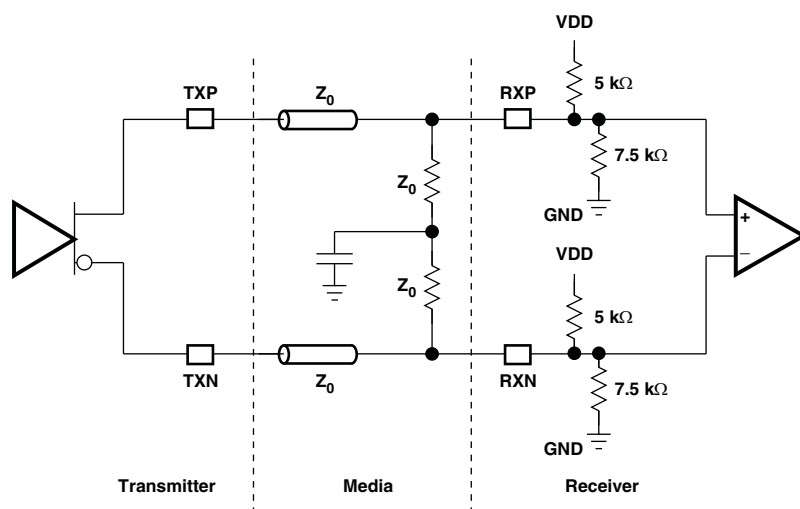 VDD
TXP
Z0
RXP
5 kΩ
7.5 kΩ
Z0
GND
+
VDD
−
Z0
5 kΩ
TXN
Z0
RXN
7.5 kΩ
GND
Transmitter
Media
Receiver